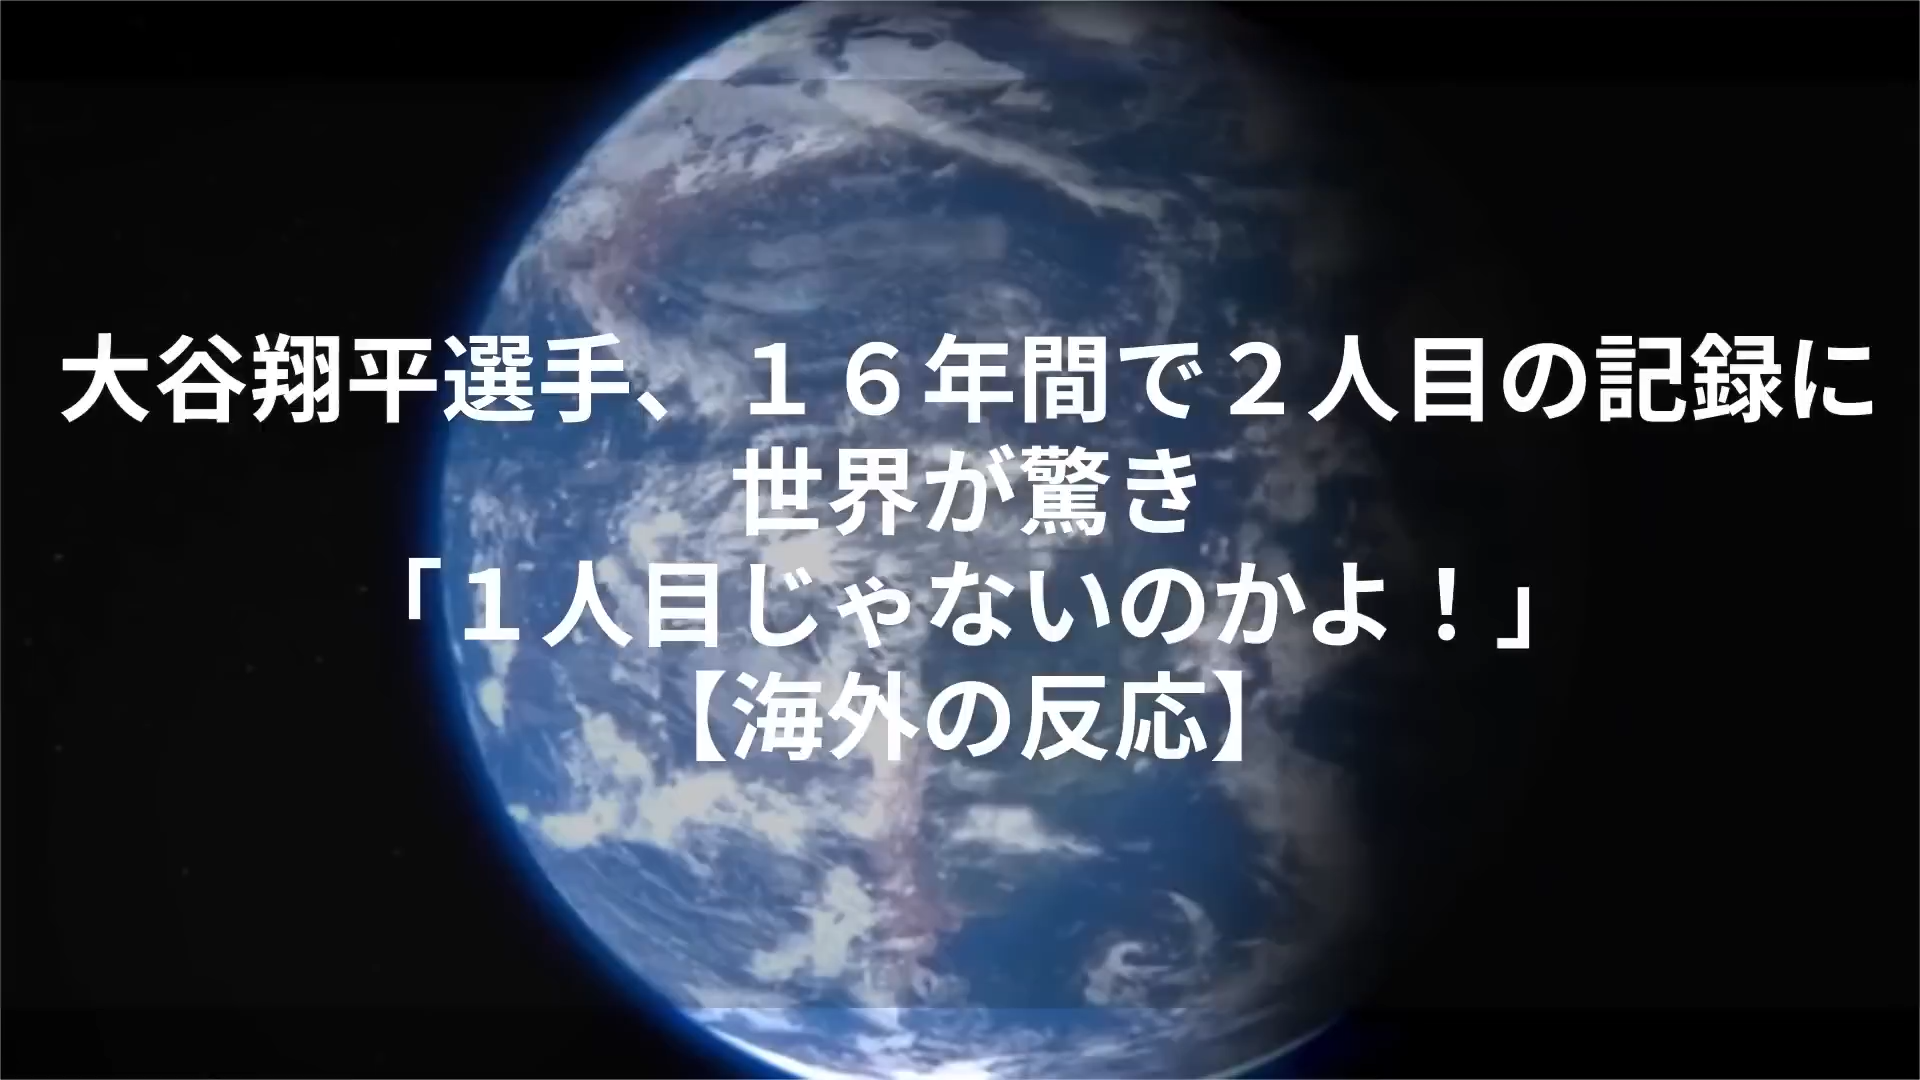 大谷翔平選手、１６年間で２人目の記録に
世界が驚き
「１人目じゃないのかよ！」
【海外の反応】